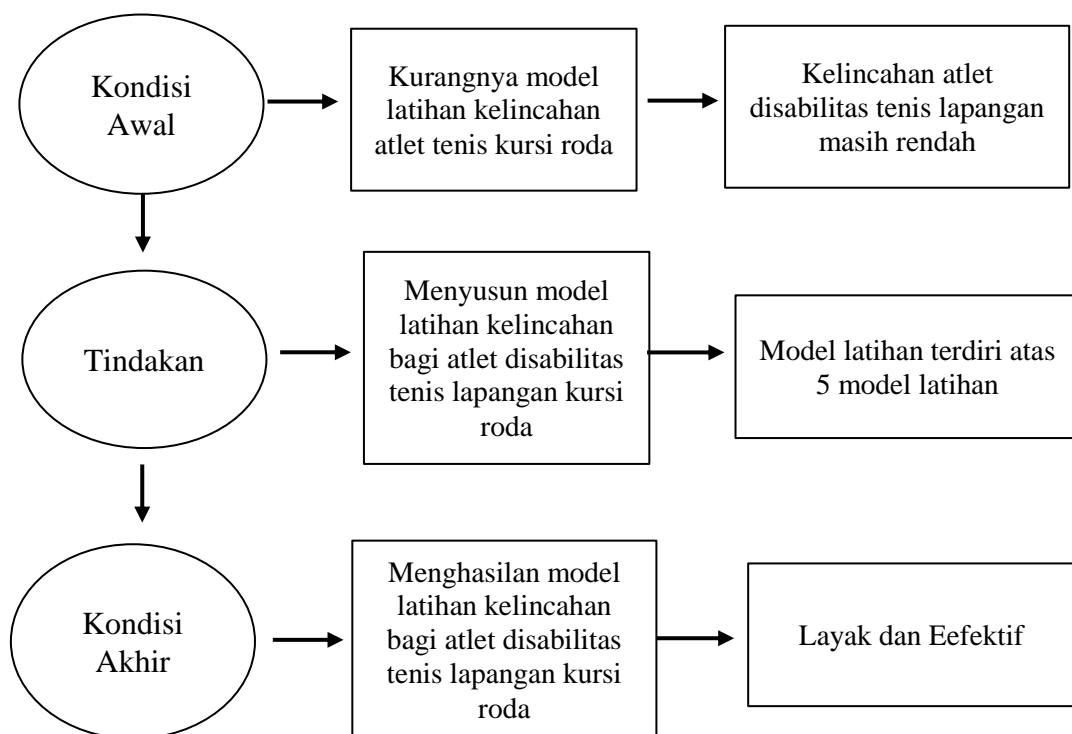 Kondisi
Awal
Kurangnya model
latihan kelincahan
atlet tenis kursi roda
Kelincahan atlet
disabilitas tenis lapangan
masih rendah
Tindakan
Menyusun model
latihan kelincahan
bagi atlet disabilitas
tenis lapangan kursi
roda
Model latihan terdiri atas
5 model latihan
Kondisi
Akhir
Menghasilan model
latihan kelincahan
bagi atlet disabilitas
tenis lapangan kursi
roda
Layak dan Eefektif